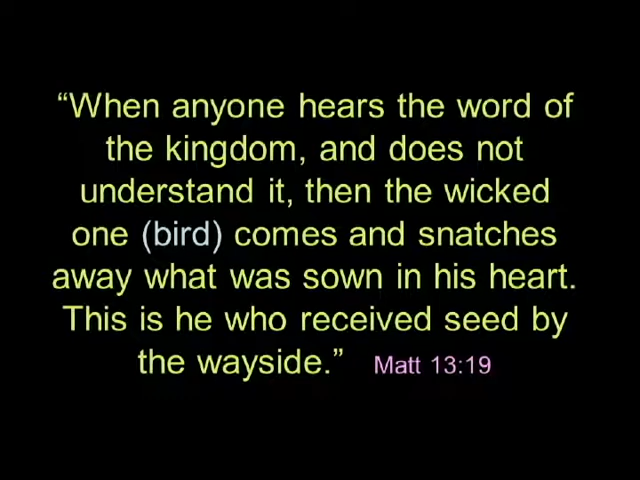 “When anyone hears the word of
the kingdom, and does not
understand it, then the wicked
one (bird) comes and snatches
away what was sown in his heart.
This is he who received seed by
the wayside.” Matt 13:19